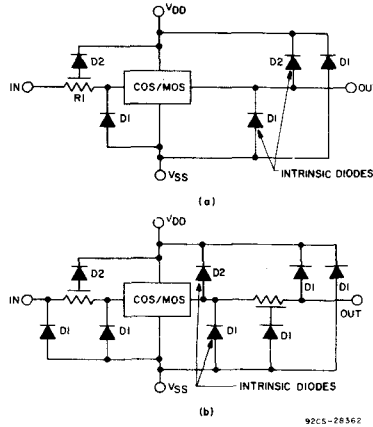 VDD
D2
D2
D1
IN
R1
COS/MOS
OU
D1
D1
VSS
INTRINSIC DIODES
(a)
VDD
D2
D2
D1
D1
IN
COS/MOS
OUT
D1
D1
D1
D1
VSS
INTRINSIC DIODES
(b)
92CS-28362